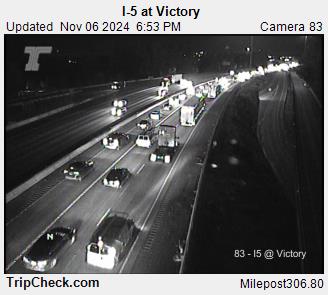 I-5 at Victory
Updated Nov 06 2024 6:53 PM Camera 83
T
N
83 - I5 @ Victory
TripCheck.com Milepost306.80